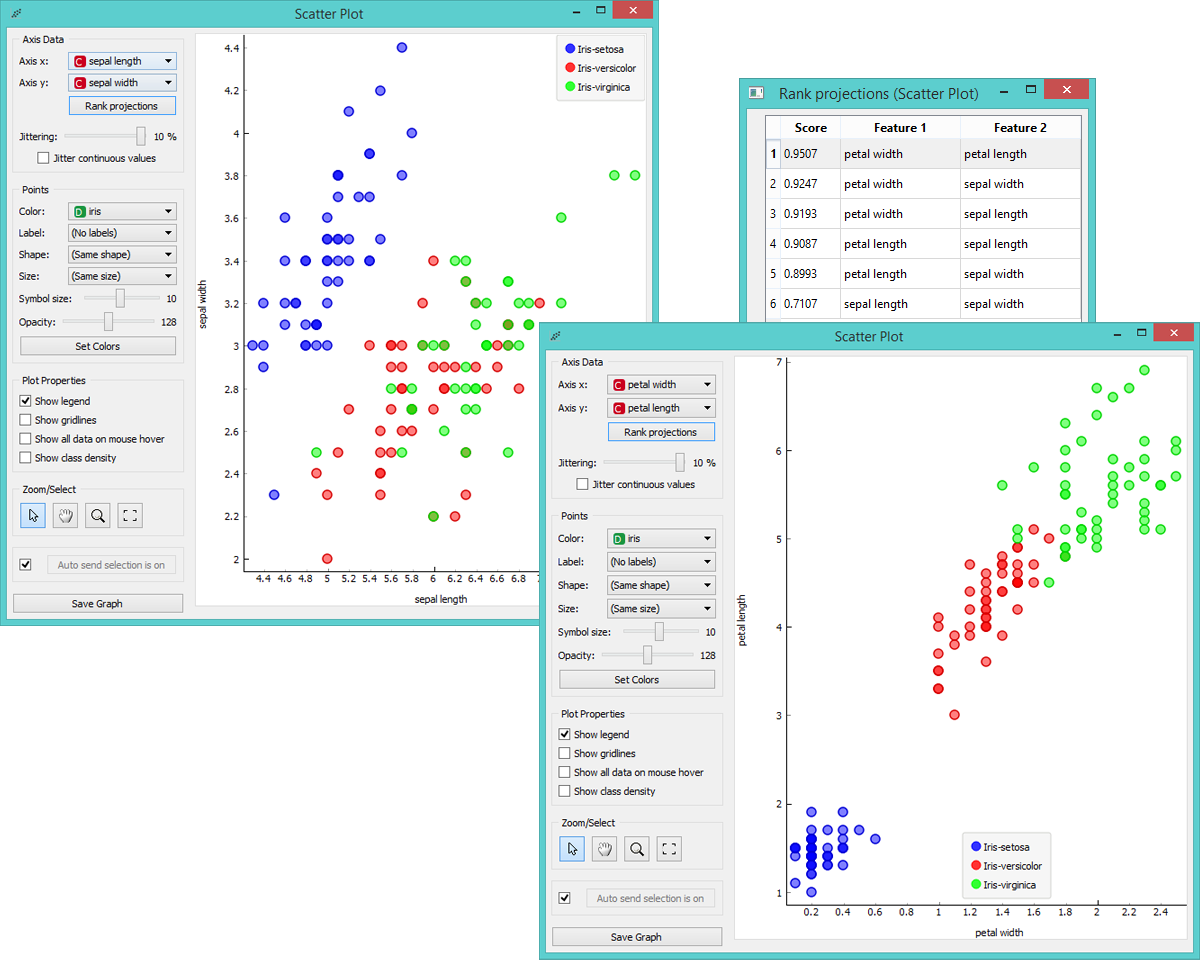 Scatter Plot
Axis Data
Axis x: C sepal length
Axis y: C sepal width
Rank projections
Jittering: 10 %
Jitter continuous values
Points
Color: D iris
Label: (No labels)
Shape: (Same shape)
Size: (Same size)
Symbol size: 10
Opacity: 128
Set Colors
Plot Properties
Show legend
Show gridlines
Show all data on mouse hover
Show class density
Zoom/Select
Auto send selection is on
Save Graph
4.4
4.2
4
3.8
3.6
3.4
3.2
3
2.8
2.6
2.4
2.2
2
sepal width
4.4 4.6 4.8 5 5.2 5.4 5.6 5.8 6 6.2 6.4 6.6 6.8
sepal length
Iris-setosa
Iris-versicolor
Iris-virginica
Rank projections (Scatter Plot)
Score Feature 1 Feature 2
1 0.9507 petal width petal length
2 0.9247 petal width sepal width
3 0.9193 petal width sepal length
4 0.9087 petal length sepal length
5 0.8993 petal length sepal width
6 0.7107 sepal length sepal width
Scatter Plot
Axis Data
Axis x: C petal width
Axis y: C petal length
Rank projections
Jittering: 10 %
Jitter continuous values
Points
Color: D iris
Label: (No labels)
Shape: (Same shape)
Size: (Same size)
Symbol size: 10
Opacity: 128
Set Colors
Plot Properties
Show legend
Show gridlines
Show all data on mouse hover
Show class density
Zoom/Select
Auto send selection is on
Save Graph
7
6
5
4
3
2
1
petal length
0.2 0.4 0.6 0.8 1 1.2 1.4 1.6 1.8 2 2.2 2.4
petal width
Iris-setosa
Iris-versicolor
Iris-virginica